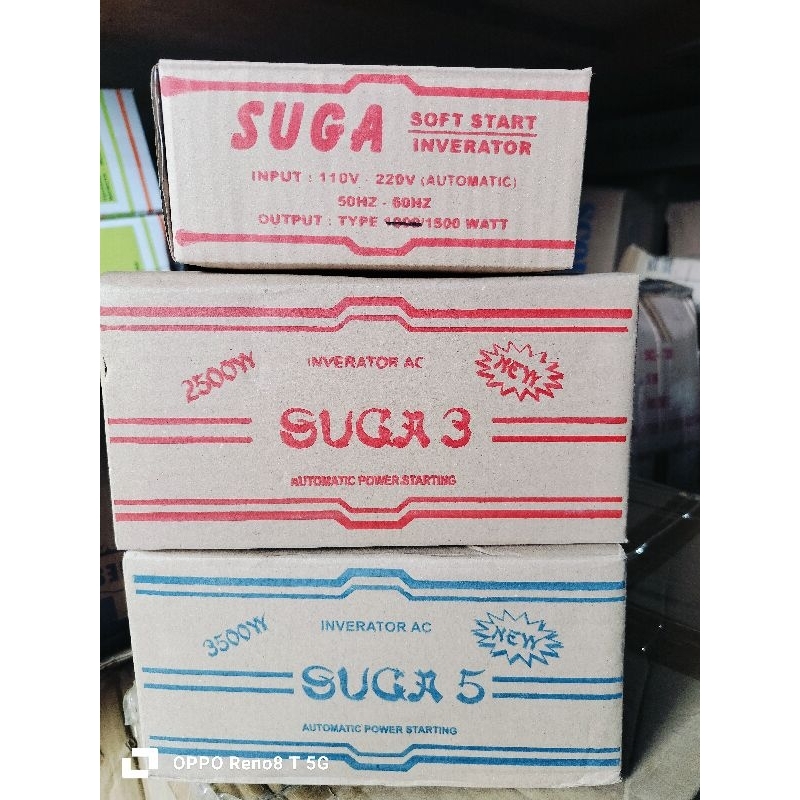 SUGA SOFT START
INVERATOR
INPUT : 110V - 220V (AUTOMATIC)
50HZ - 60HZ
OUTPUT : TYPE 1000/1500 WATT
2500W INVERATOR AC NEW
SUGA 3
AUTOMATIC POWER STARTING
3500W INVERATOR AC NEW
SUGA 5
AUTOMATIC POWER STARTING
OPPO Reno8 T 5G